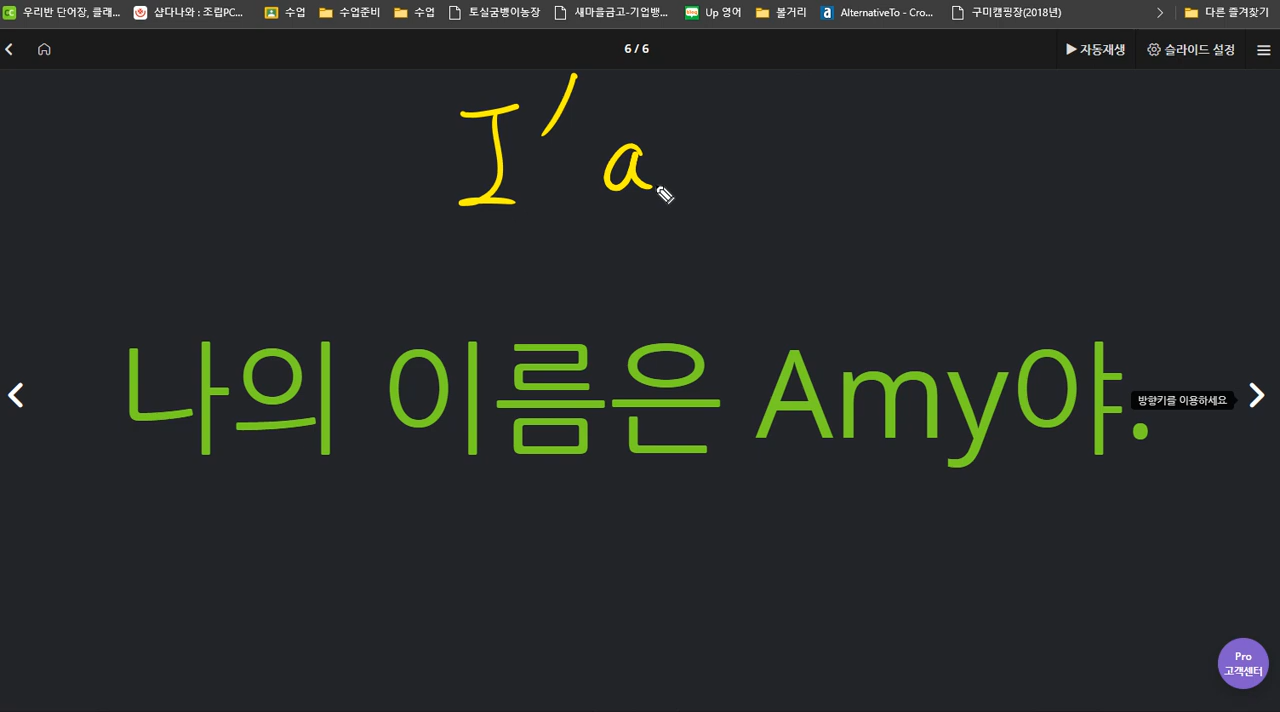 우리반 단어장, 클래...
샵다나와 : 조립PC...
수업
수업준비
수업
토실굼벵이농장
새마을금고-기업뱅...
Up 영어
볼거리
AlternativeTo - Cro...
구미캠핑장(2018년)
다른 즐겨찾기
6 / 6
자동재생
슬라이드 설정
I' a
나의 이름은 Amy야.
방향키를 이용하세요
Pro
고객센터